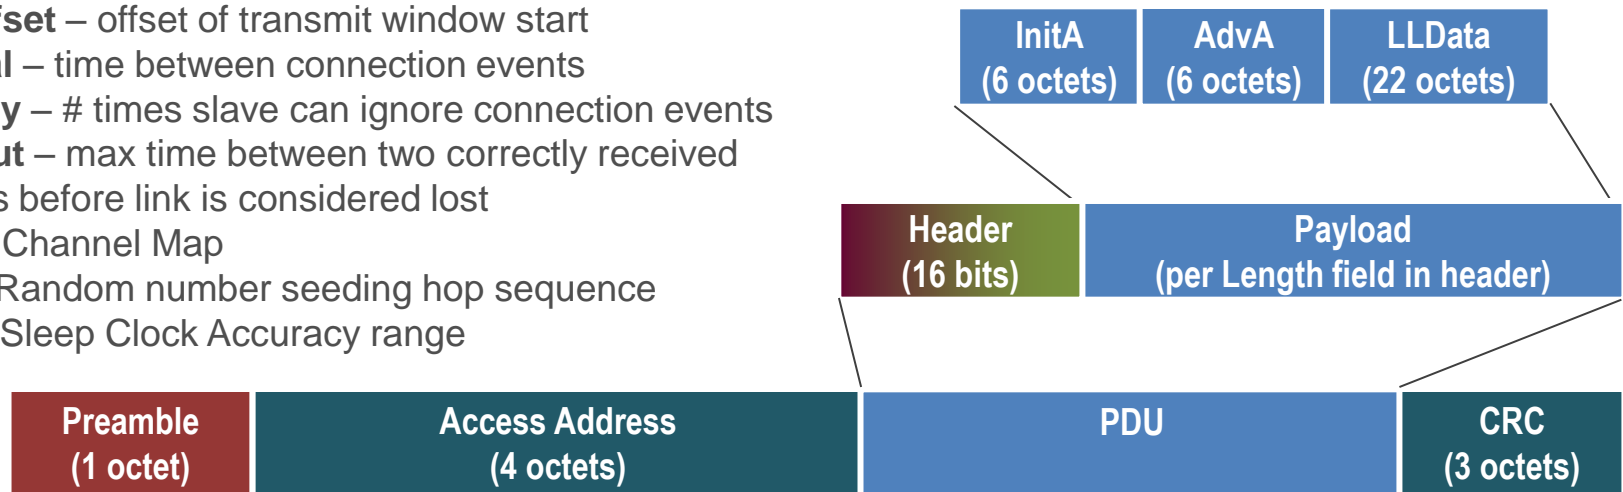 fset – offset of transmit window start
al – time between connection events
y – # times slave can ignore connection events
ut – max time between two correctly received
s before link is considered lost
Channel Map
Random number seeding hop sequence
Sleep Clock Accuracy range
InitA
(6 octets)
AdvA
(6 octets)
LLData
(22 octets)
Header
(16 bits)
Payload
(per Length field in header)
Preamble
(1 octet)
Access Address
(4 octets)
PDU
CRC
(3 octets)